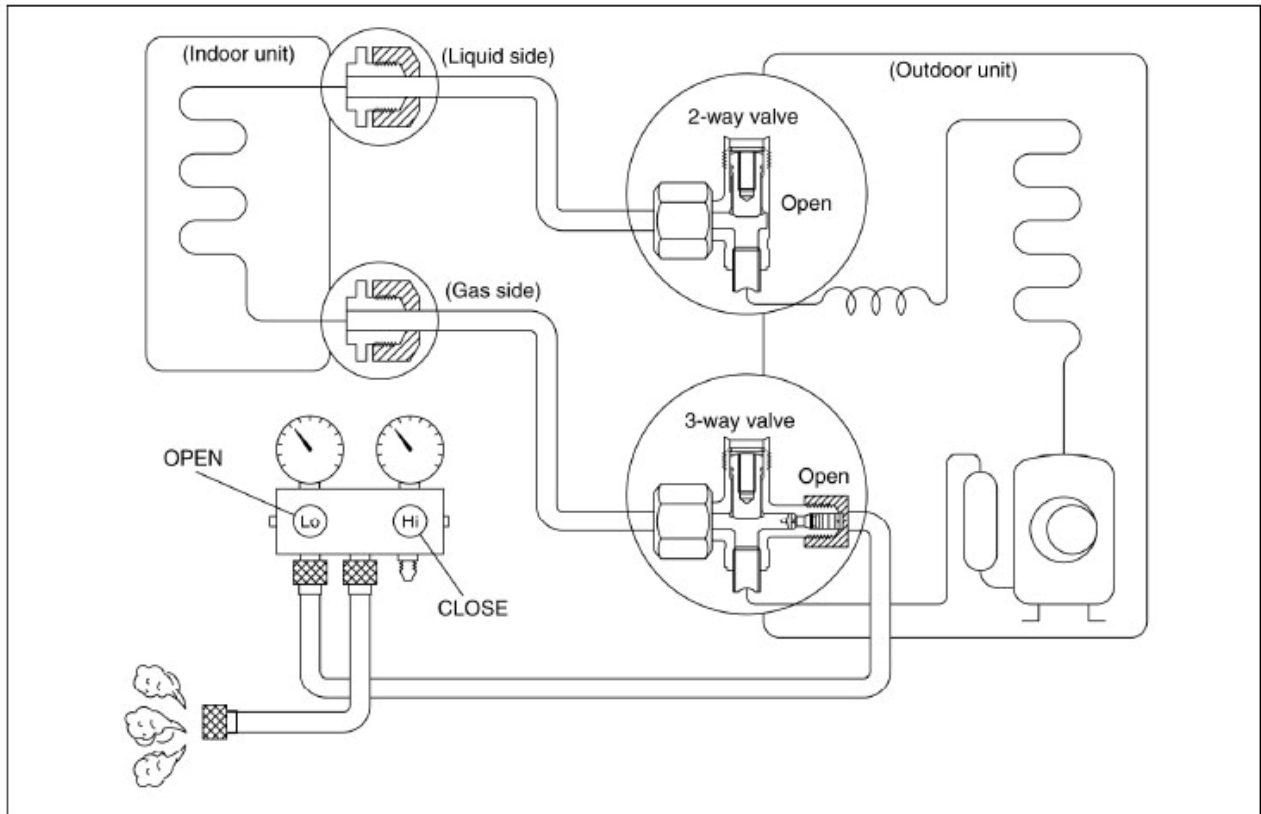 (Indoor unit)
(Liquid side)
(Outdoor unit)
2-way valve
Open
(Gas side)
3-way valve
Open
OPEN
Lo
Hi
CLOSE